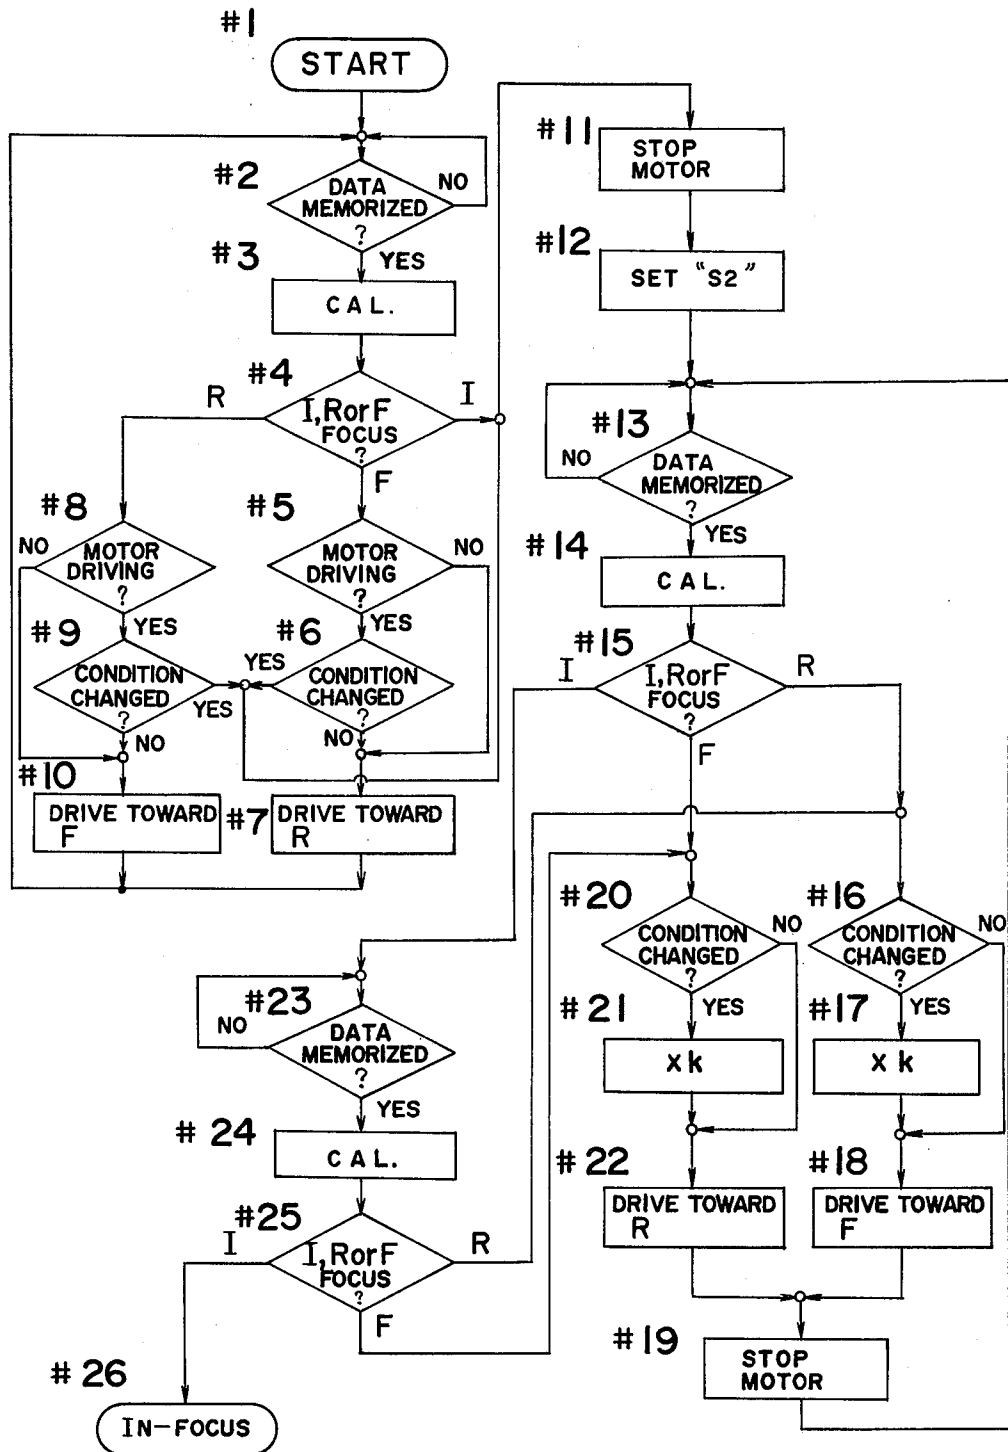 #1
START
#2
DATA
MEMORIZED
?
NO
YES
#3
CAL.
#4
I,RorF
FOCUS
?
R
I
F
#8
MOTOR
DRIVING
?
NO
YES
#5
MOTOR
DRIVING
?
NO
YES
#9
CONDITION
CHANGED
?
YES
NO
#6
CONDITION
CHANGED
?
YES
NO
#10
DRIVE TOWARD
F
#7
DRIVE TOWARD
R
#11
STOP
MOTOR
#12
SET "S2"
#13
DATA
MEMORIZED
?
NO
YES
#14
CAL.
#15
I,RorF
FOCUS
?
I
R
F
#20
CONDITION
CHANGED
?
NO
YES
#16
CONDITION
CHANGED
?
NO
YES
#21
xk
#17
xk
#22
DRIVE TOWARD
R
#18
DRIVE TOWARD
F
#19
STOP
MOTOR
#23
DATA
MEMORIZED
?
NO
YES
#24
CAL.
#25
I,RorF
FOCUS
?
I
R
F
#26
IN-FOCUS